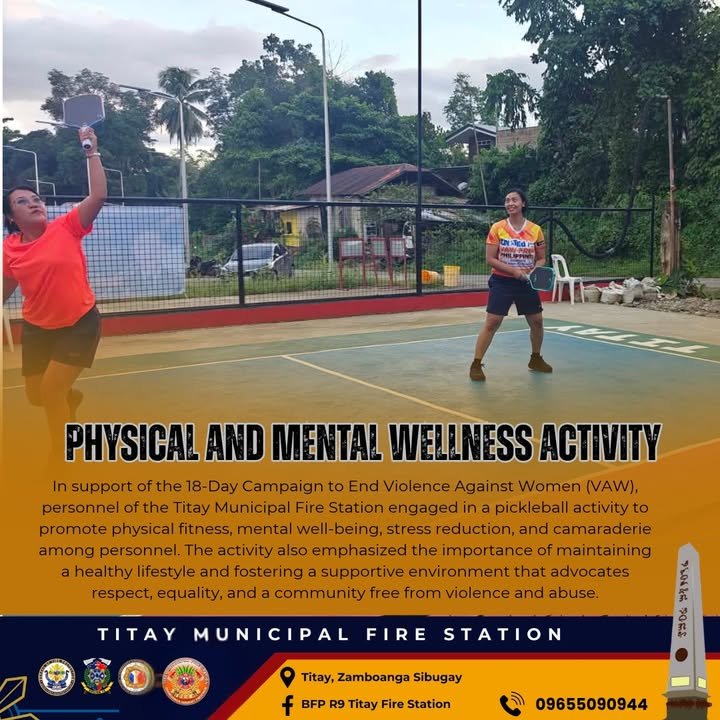 PHILIPPINES
TITAY
PHYSICAL AND MENTAL WELLNESS ACTIVITY
In support of the 18-Day Campaign to End Violence Against Women (VAW),
personnel of the Titay Municipal Fire Station engaged in a pickleball activity to
promote physical fitness, mental well-being, stress reduction, and camaraderie
among personnel. The activity also emphasized the importance of maintaining
a healthy lifestyle and fostering a supportive environment that advocates
respect, equality, and a community free from violence and abuse.
TITAY MUNICIPAL FIRE STATION
Titay, Zamboanga Sibugay
BFP R9 Titay Fire Station
09655090944